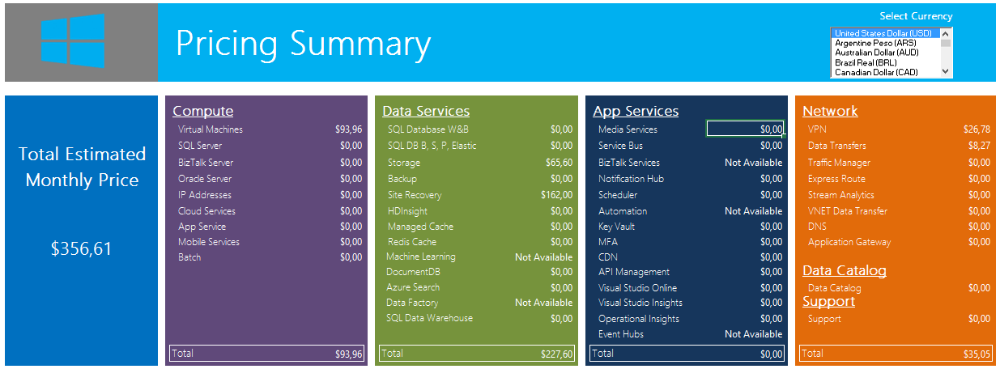 Pricing Summary
Select Currency
United States Dollar (USD)
Argentine Peso (ARS)
Australian Dollar (AUD)
Brazil Real (BRL)
Canadian Dollar (CAD)
Total Estimated
Monthly Price
$356,61
Compute
Virtual Machines $93,96
SQL Server $0,00
BizTalk Server $0,00
Oracle Server $0,00
IP Addresses $0,00
Cloud Services $0,00
App Service $0,00
Mobile Services $0,00
Batch $0,00
Total $93,96
Data Services
SQL Database W&B $0,00
SQL DB B, S, P, Elastic $0,00
Storage $65,60
Backup $0,00
Site Recovery $162,00
HDInsight $0,00
Managed Cache $0,00
Redis Cache $0,00
Machine Learning Not Available
DocumentDB $0,00
Azure Search $0,00
Data Factory Not Available
SQL Data Warehouse $0,00
Total $227,60
App Services
Media Services $0,00
Service Bus $0,00
BizTalk Services Not Available
Notification Hub $0,00
Scheduler $0,00
Automation Not Available
Key Vault $0,00
MFA $0,00
CDN $0,00
API Management $0,00
Visual Studio Online $0,00
Visual Studio Insights $0,00
Operational Insights $0,00
Event Hubs Not Available
Total $0,00
Network
VPN $26,78
Data Transfers $8,27
Traffic Manager $0,00
Express Route $0,00
Stream Analytics $0,00
VNET Data Transfer $0,00
DNS $0,00
Application Gateway $0,00
Data Catalog
Data Catalog $0,00
Support
Support $0,00
Total $35,05